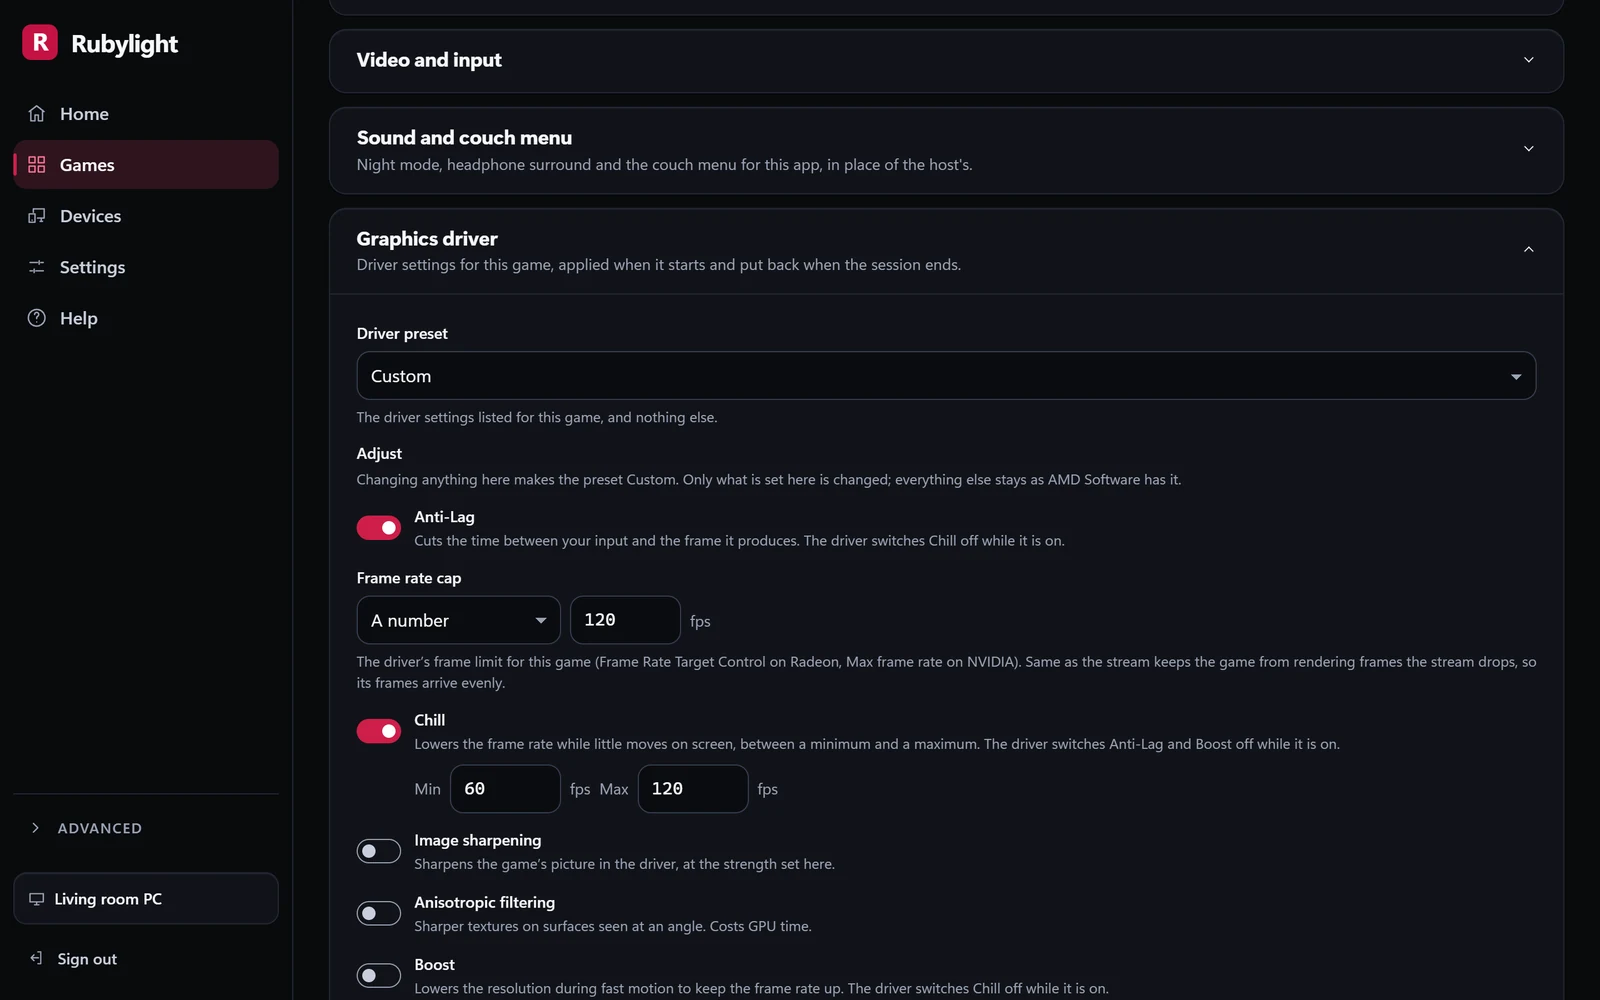 R Rubylight
Home
Games
Devices
Settings
Help
ADVANCED
Living room PC
Sign out
Video and input
Sound and couch menu
Night mode, headphone surround and the couch menu for this app, in place of the host's.
Graphics driver
Driver settings for this game, applied when it starts and put back when the session ends.
Driver preset
Custom
The driver settings listed for this game, and nothing else.
Adjust
Changing anything here makes the preset Custom. Only what is set here is changed; everything else stays as AMD Software has it.
Anti-Lag
Cuts the time between your input and the frame it produces. The driver switches Chill off while it is on.
Frame rate cap
A number 120 fps
The driver’s frame limit for this game (Frame Rate Target Control on Radeon, Max frame rate on NVIDIA). Same as the stream keeps the game from rendering frames the stream drops, so
its frames arrive evenly.
Chill
Lowers the frame rate while little moves on screen, between a minimum and a maximum. The driver switches Anti-Lag and Boost off while it is on.
Min 60 fps Max 120 fps
Image sharpening
Sharpens the game’s picture in the driver, at the strength set here.
Anisotropic filtering
Sharper textures on surfaces seen at an angle. Costs GPU time.
Boost
Lowers the resolution during fast motion to keep the frame rate up. The driver switches Chill off while it is on.